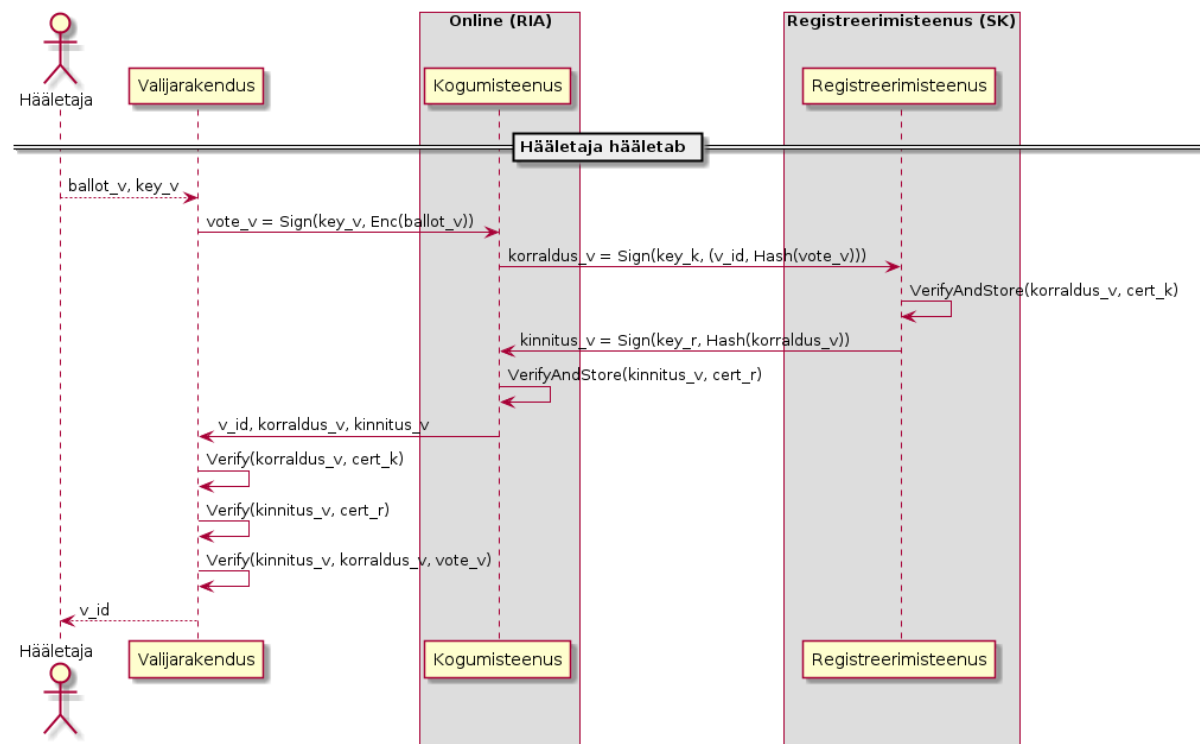 Online (RIA)
Registreerimisteenus (SK)
Hääletaja
Valijarakendus
Kogumisteenus
Registreerimisteenus
Hääletaja hääletab
ballot_v, key_v
vote_v = Sign(key_v, Enc(ballot_v))
korraldus_v = Sign(key_k, (v_id, Hash(vote_v)))
VerifyAndStore(korraldus_v, cert_k)
kinnitus_v = Sign(key_r, Hash(korraldus_v))
VerifyAndStore(kinnitus_v, cert_r)
v_id, korraldus_v, kinnitus_v
Verify(korraldus_v, cert_k)
Verify(kinnitus_v, cert_r)
Verify(kinnitus_v, korraldus_v, vote_v)
v_id
Hääletaja
Valijarakendus
Kogumisteenus
Registreerimisteenus